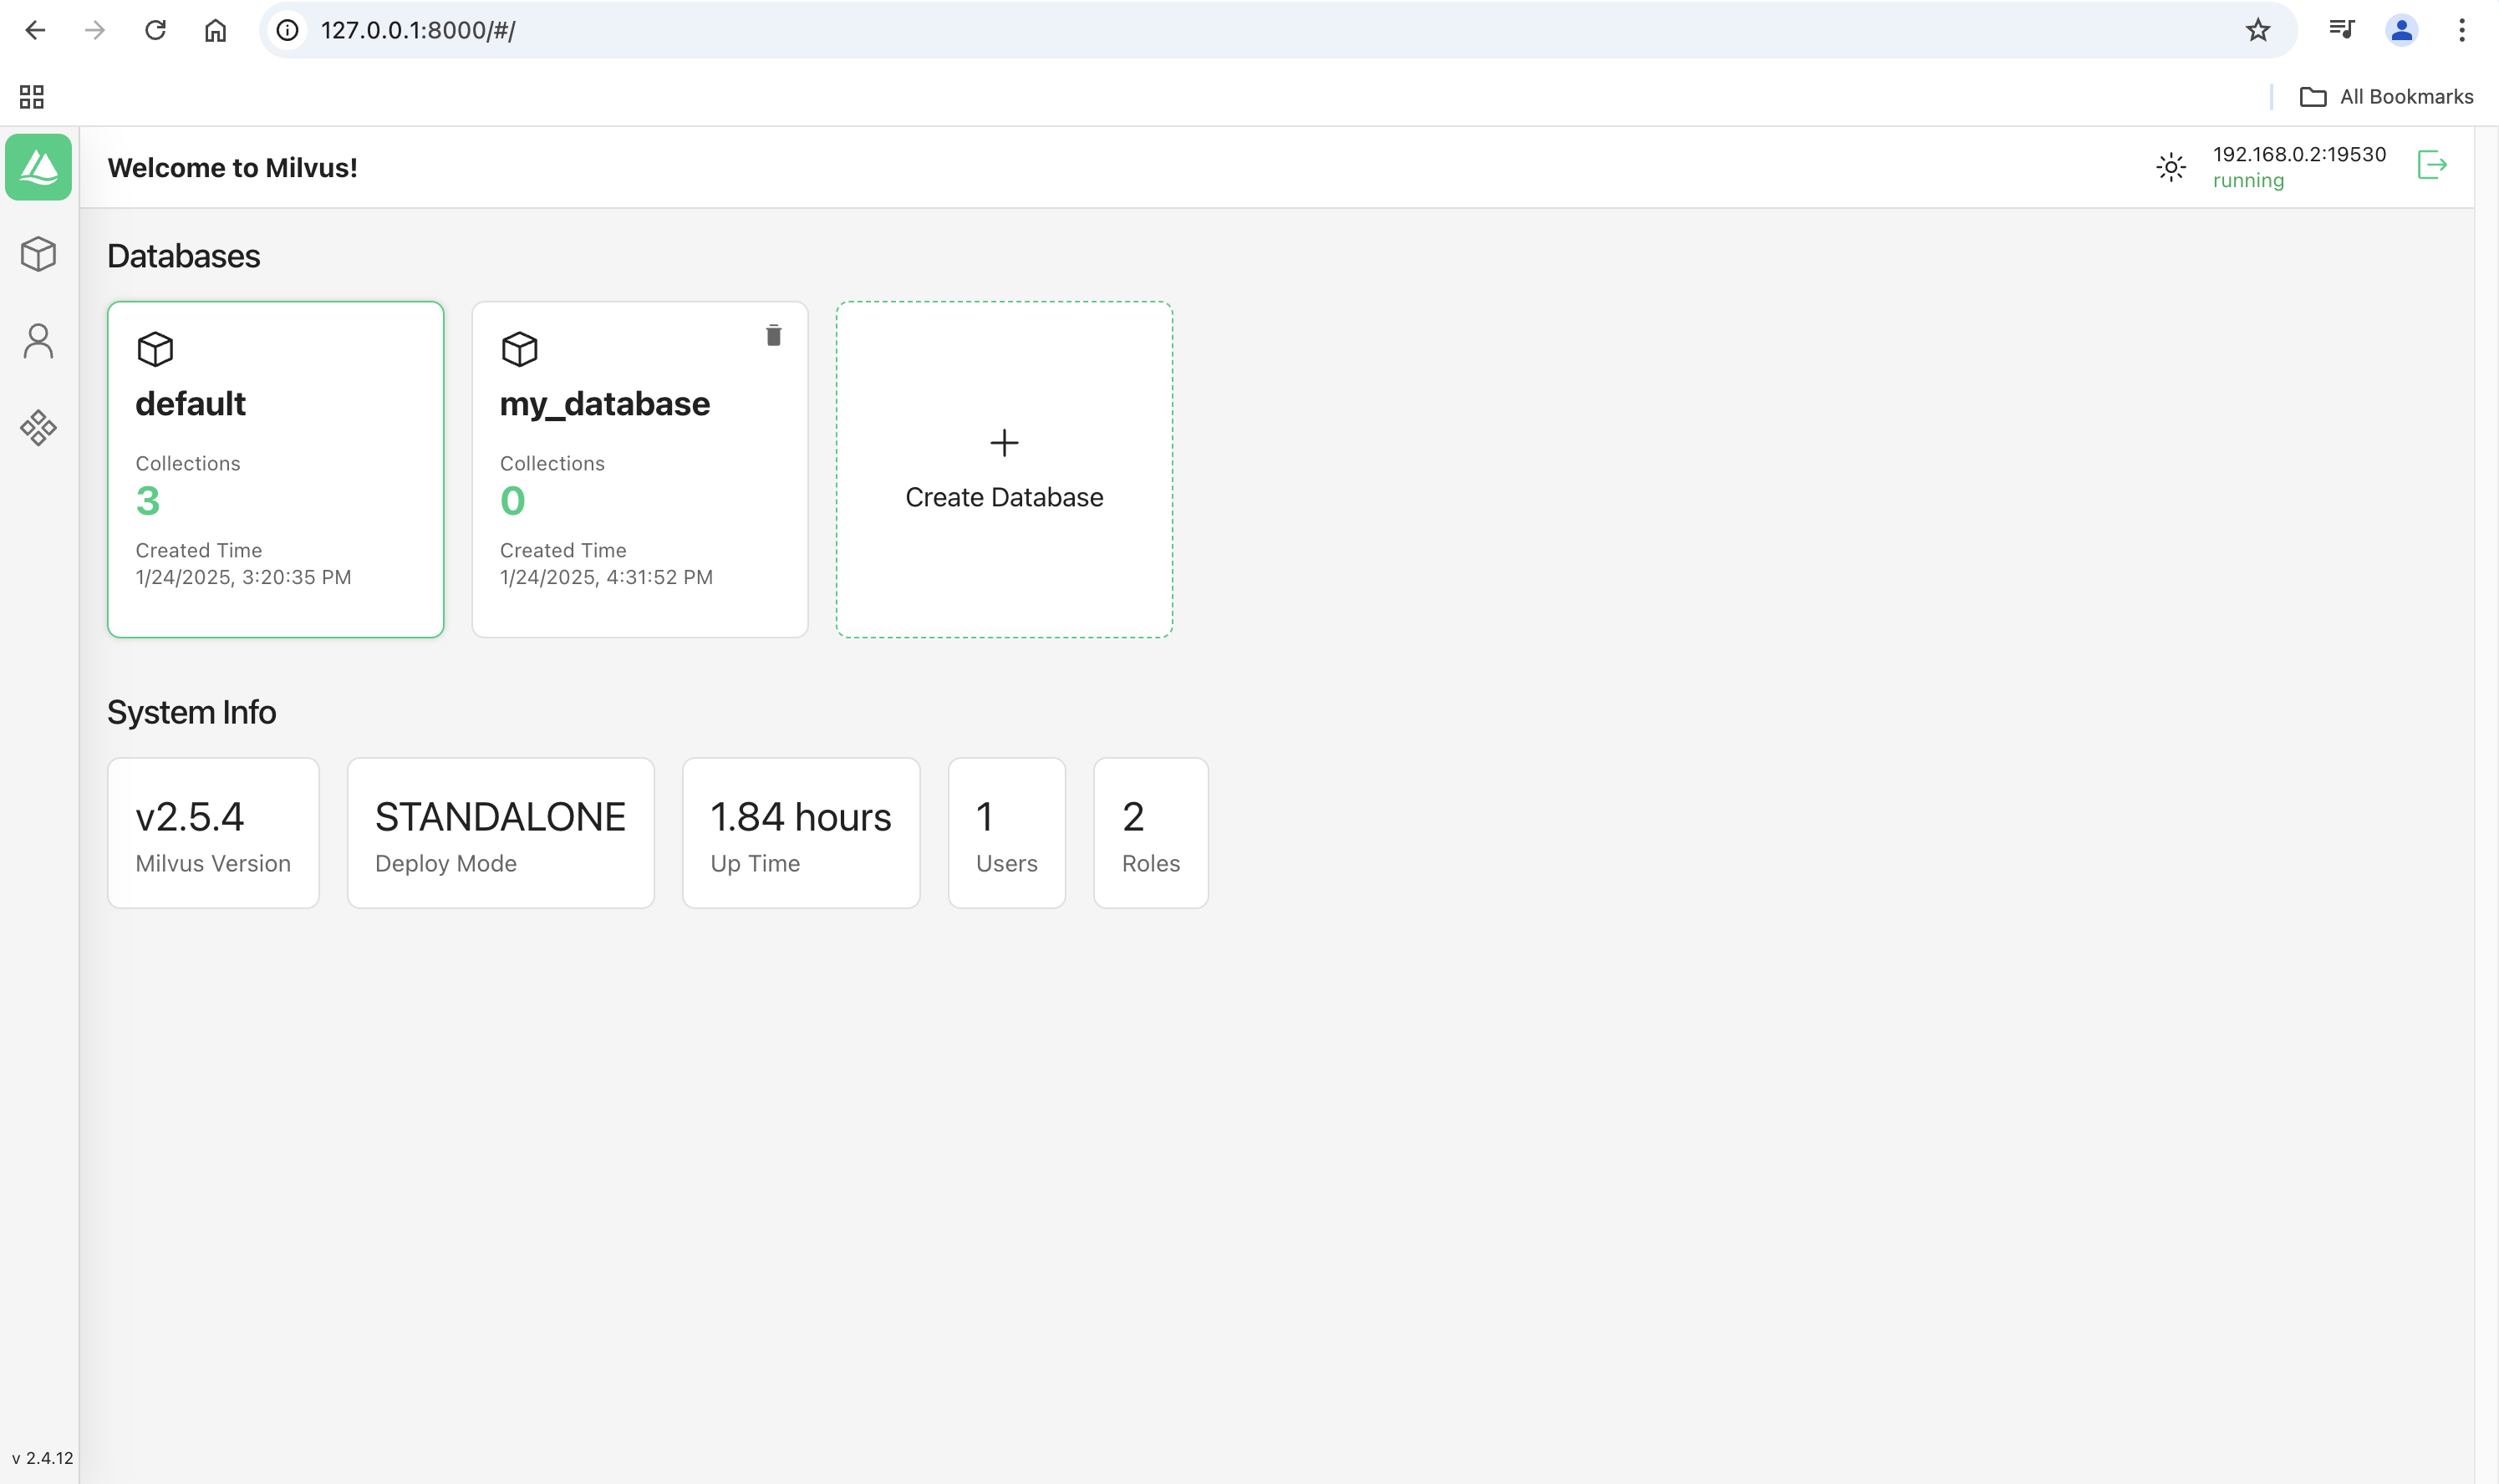 127.0.0.1:8000/#/
All Bookmarks
Welcome to Milvus!
192.168.0.2:19530
running
Databases
default
Collections
3
Created Time
1/24/2025, 3:20:35 PM
my_database
Collections
0
Created Time
1/24/2025, 4:31:52 PM
Create Database
System Info
v2.5.4
Milvus Version
STANDALONE
Deploy Mode
1.84 hours
Up Time
1
Users
2
Roles
v 2.4.12